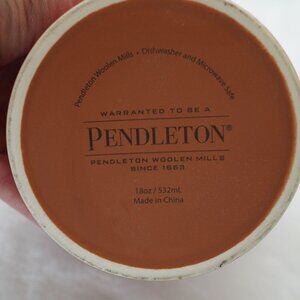 Pendleton Woolen Mills • Dishwasher and Microwave Safe
WARRANTED TO BE A
PENDLETON®
PENDLETON WOOLEN MILLS
SINCE 1863
18oz / 532mL
Made in China